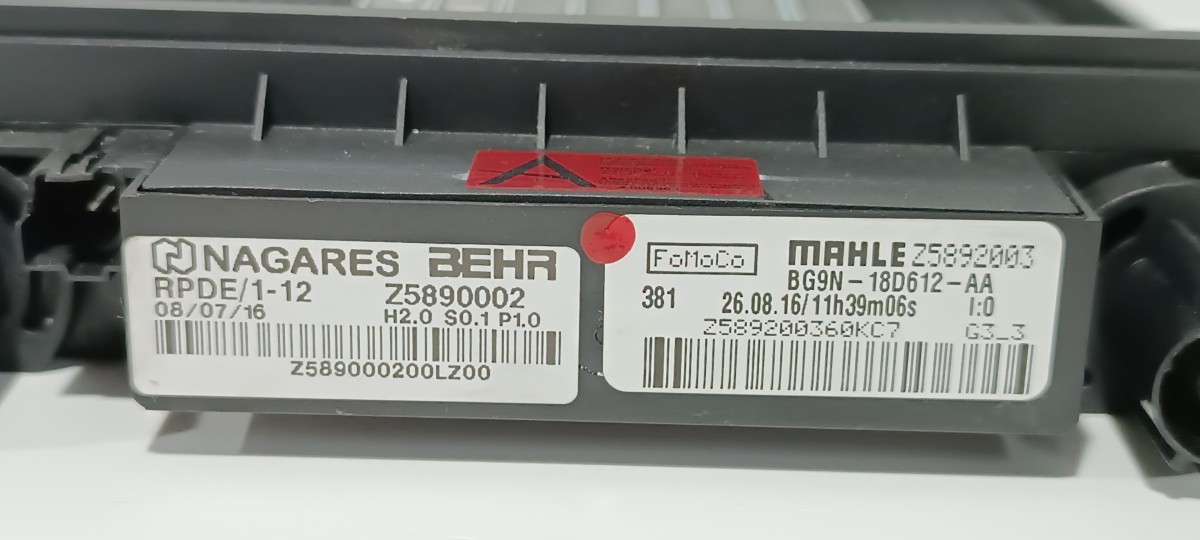 NAGARES BEHR
RPDE/1-12 Z5890002
08/07/16 H2.0 S0.1 P1.0
Z589000200LZ00
FoMoCo MAHLE Z5892003
BG9N-18D612-AA
381 26.08.16/11h39m06s I:0
Z589200360KC7 G3_3